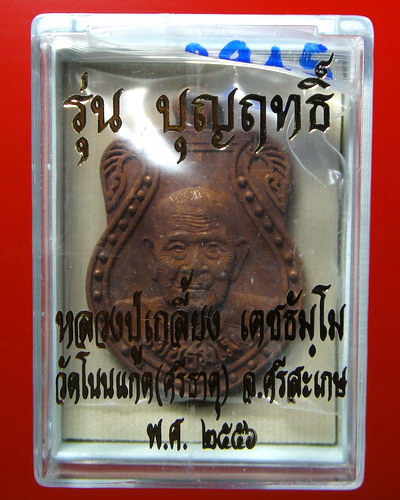 รุ่น บุญฤทธิ์
หลวงปู่เกลี้ยง เตชธัมฺโม
วัดโนนแกด(ศรีธาตุ) อ.ศรีสะเกษ
พ.ศ. ๒๕๕๖